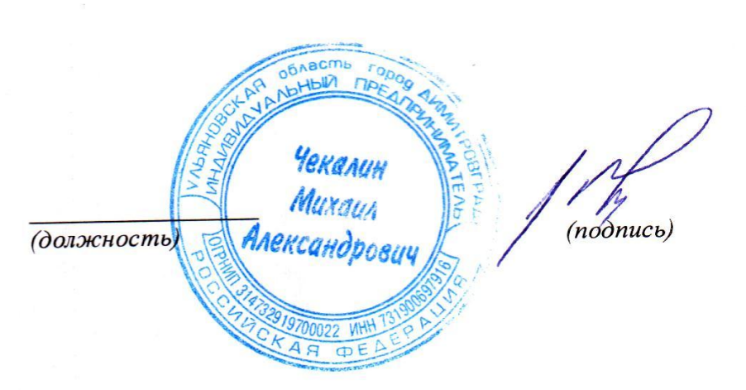 УЛЬЯНОВСКАЯ область город ДИМИТРОВГРАД
ИНДИВИДУАЛЬНЫЙ ПРЕДПРИНИМАТЕЛЬ
Чекалин
Михаил
Александрович
(должность)
(подпись)
ОГРНИП 314732919700022 ИНН 731900697916
РОССИЙСКАЯ ФЕДЕРАЦИЯ